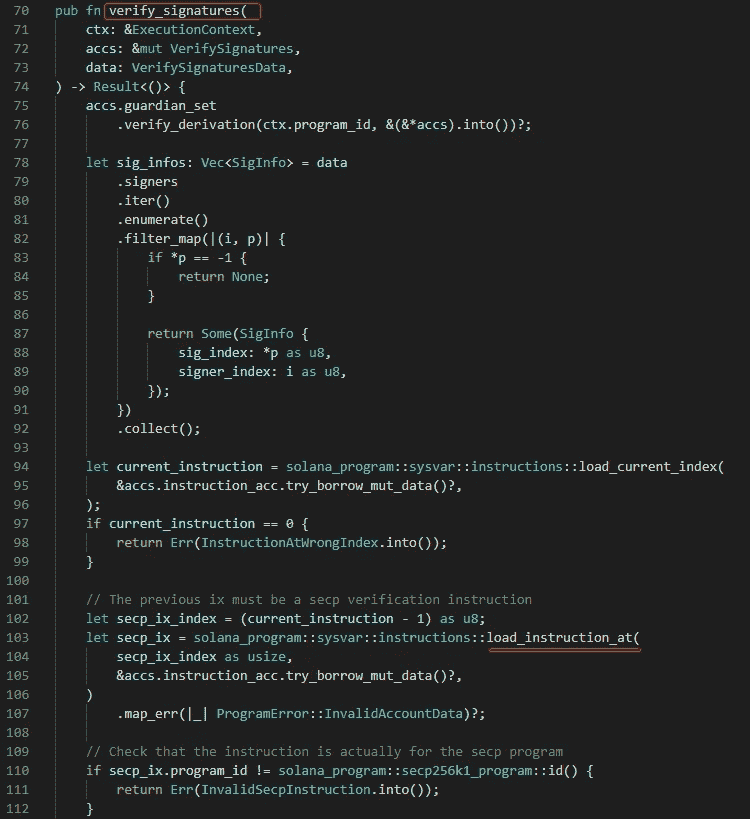 70 pub fn verify_signatures(
71     ctx: &ExecutionContext,
72     accs: &mut VerifySignatures,
73     data: VerifySignaturesData,
74 ) -> Result<()> {
75     accs.guardian_set
76         .verify_derivation(ctx.program_id, &(&*accs).into())?;
77
78     let sig_infos: Vec<SigInfo> = data
79         .signers
80         .iter()
81         .enumerate()
82         .filter_map(|(i, p)| {
83             if *p == -1 {
84                 return None;
85             }
86
87             return Some(SigInfo {
88                 sig_index: *p as u8,
89                 signer_index: i as u8,
90             });
91         })
92         .collect();
93
94     let current_instruction = solana_program::sysvar::instructions::load_current_index(
95         &accs.instruction_acc.try_borrow_mut_data()?,
96     );
97     if current_instruction == 0 {
98         return Err(InstructionAtWrongIndex.into());
99     }
100
101     // The previous ix must be a secp verification instruction
102     let secp_ix_index = (current_instruction - 1) as u8;
103     let secp_ix = solana_program::sysvar::instructions::load_instruction_at(
104         secp_ix_index as usize,
105         &accs.instruction_acc.try_borrow_mut_data()?,
106     )
107         .map_err(|_| ProgramError::InvalidAccountData)?;
108
109     // Check that the instruction is actually for the secp program
110     if secp_ix.program_id != solana_program::secp256k1_program::id() {
111         return Err(InvalidSecpInstruction.into());
112     }